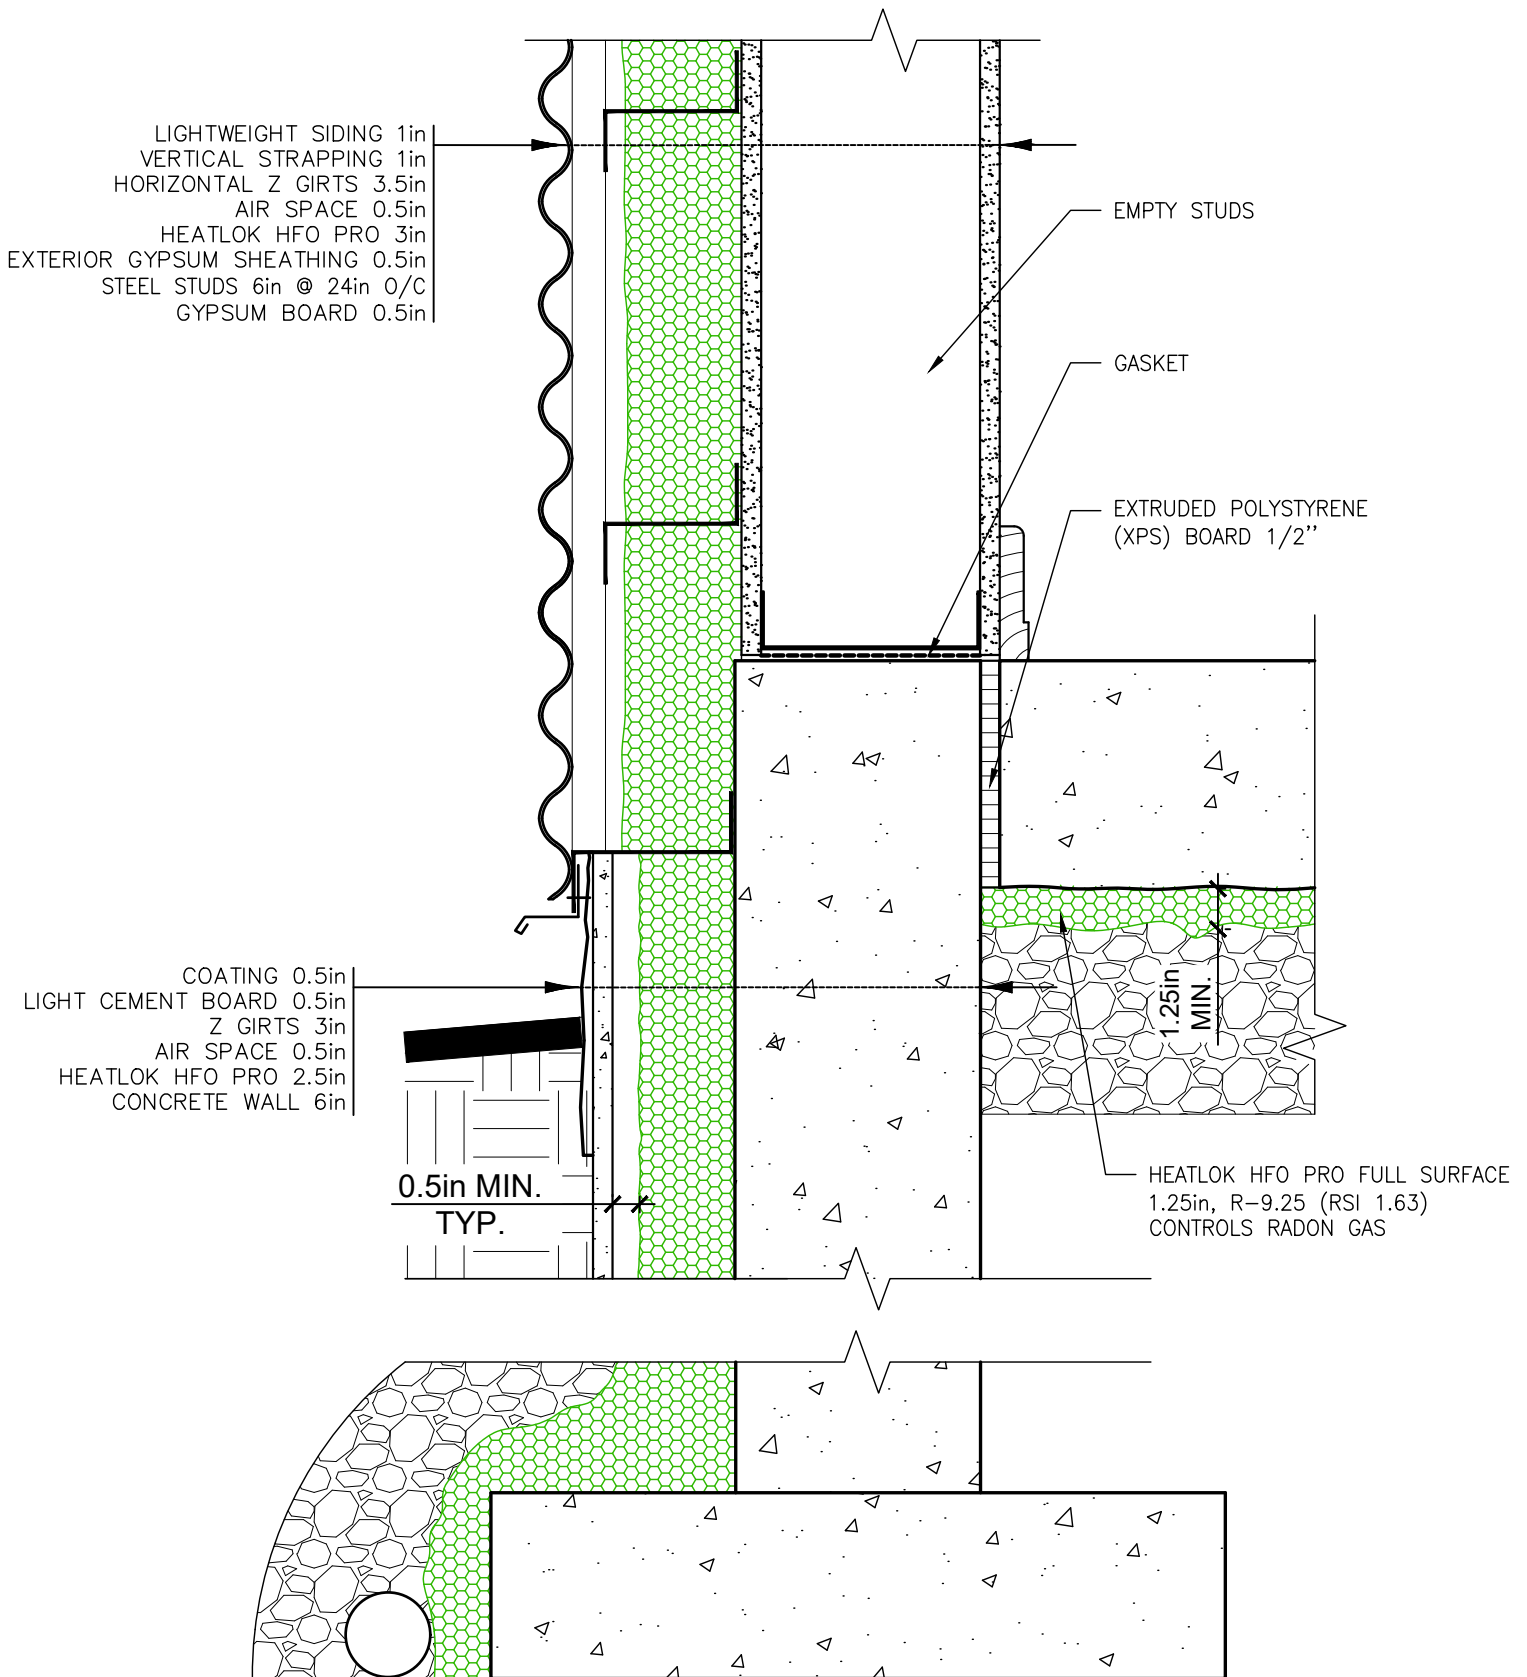 LIGHTWEIGHT SIDING 1in
VERTICAL STRAPPING 1in
HORIZONTAL Z GIRTS 3.5in
AIR SPACE 0.5in
HEATLOK HFO PRO 3in
EXTERIOR GYPSUM SHEATHING 0.5in
STEEL STUDS 6in @ 24in O/C
GYPSUM BOARD 0.5in
EMPTY STUDS
GASKET
EXTRUDED POLYSTYRENE
(XPS) BOARD 1/2''
COATING 0.5in
LIGHT CEMENT BOARD 0.5in
Z GIRTS 3in
AIR SPACE 0.5in
HEATLOK HFO PRO 2.5in
CONCRETE WALL 6in
1.25in
MIN.
0.5in MIN.
TYP.
HEATLOK HFO PRO FULL SURFACE
1.25in, R-9.25 (RSI 1.63)
CONTROLS RADON GAS